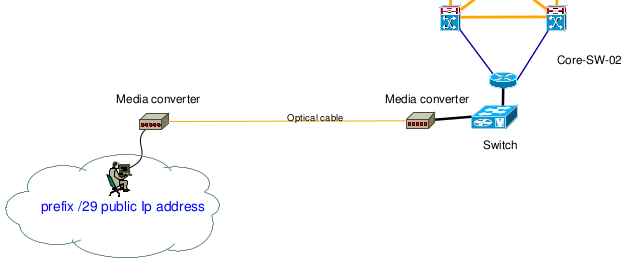 Core-SW-02
Media converter
Media converter
Optical cable
Switch
prefix /29 public Ip address